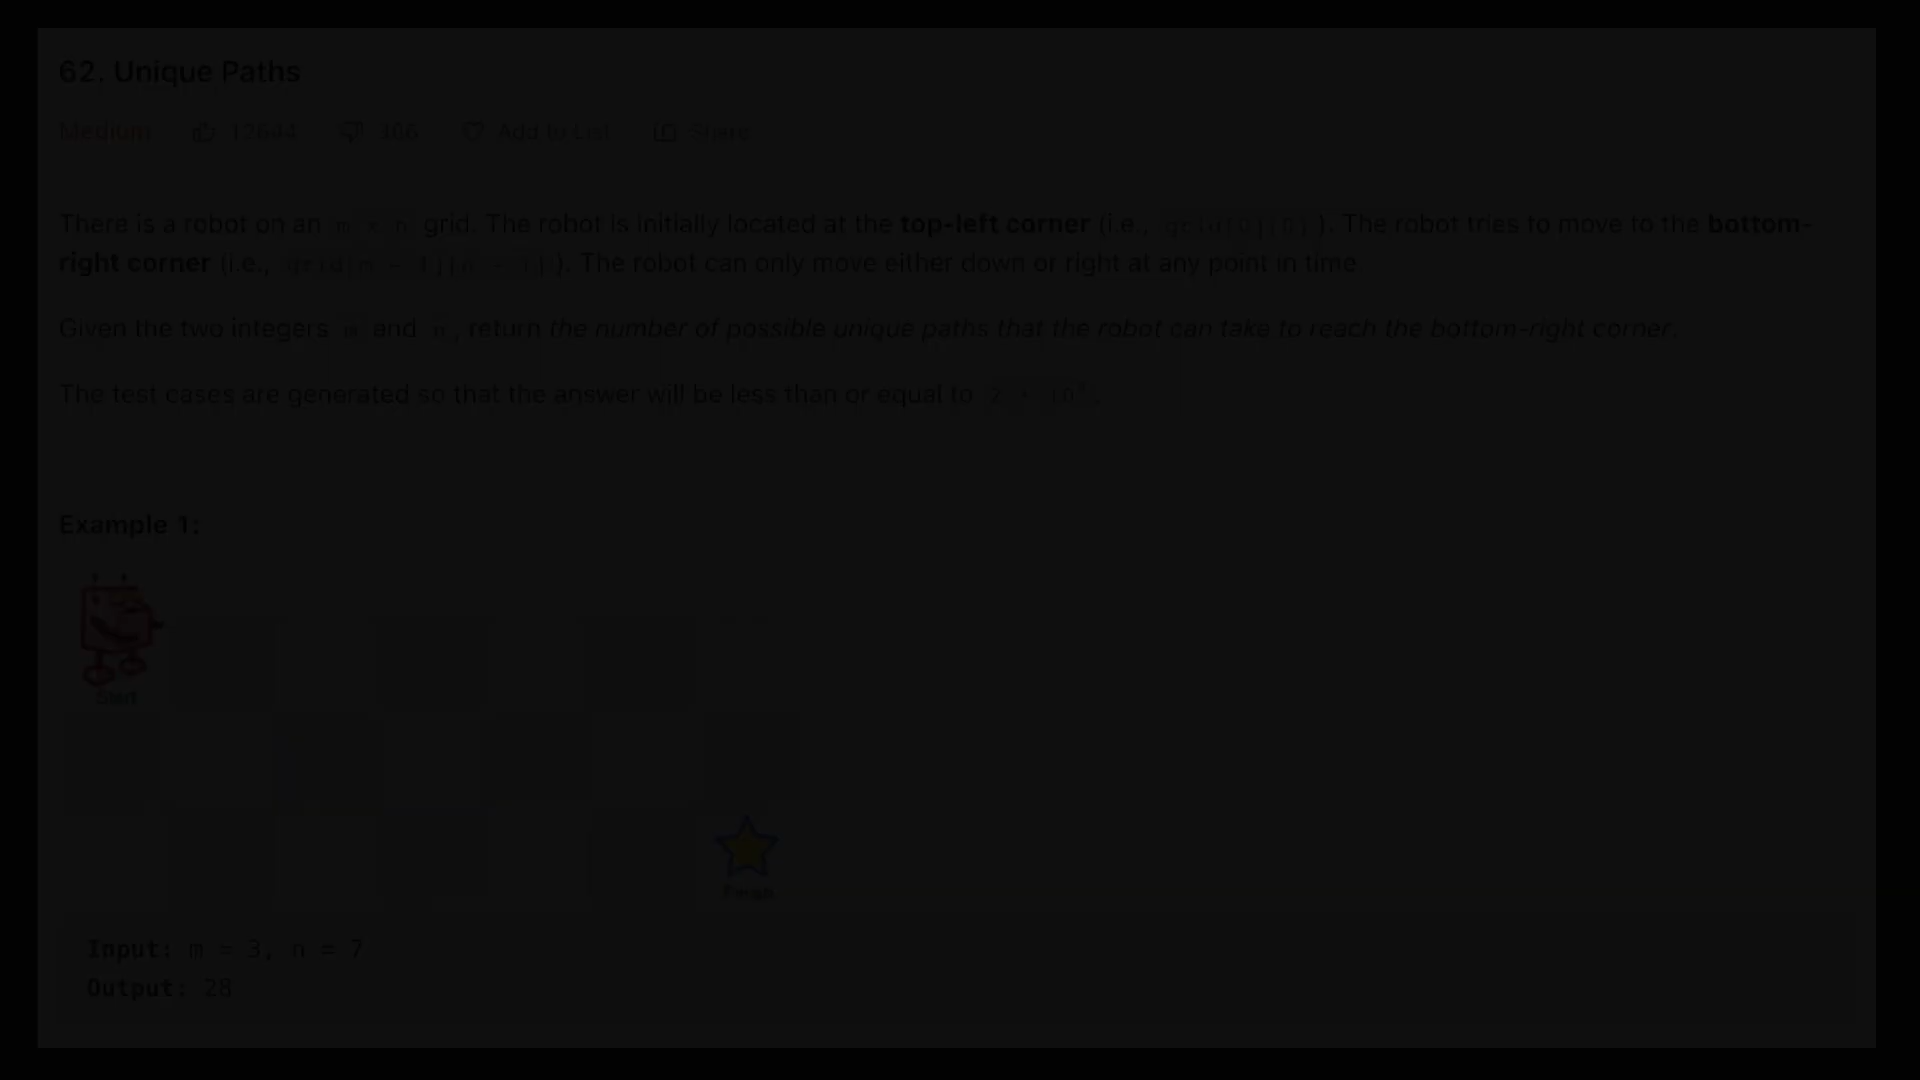 62. Unique Paths
Medium 12644 Add to List Share
There is a robot on an m x n grid. The robot is initially located at the top-left corner (i.e., grid[0][0]). The robot tries to move to the bottom-
right corner (i.e., grid[m - 1][n - 1]). The robot can only move either down or right at any point in time.
Given the two integers m and n, return the number of possible unique paths that the robot can take to reach the bottom-right corner.
The test cases are generated so that the answer will be less than or equal to 2 *
Example 1:
Start
Finish
Input: m = 3, n = 7
Output: 28